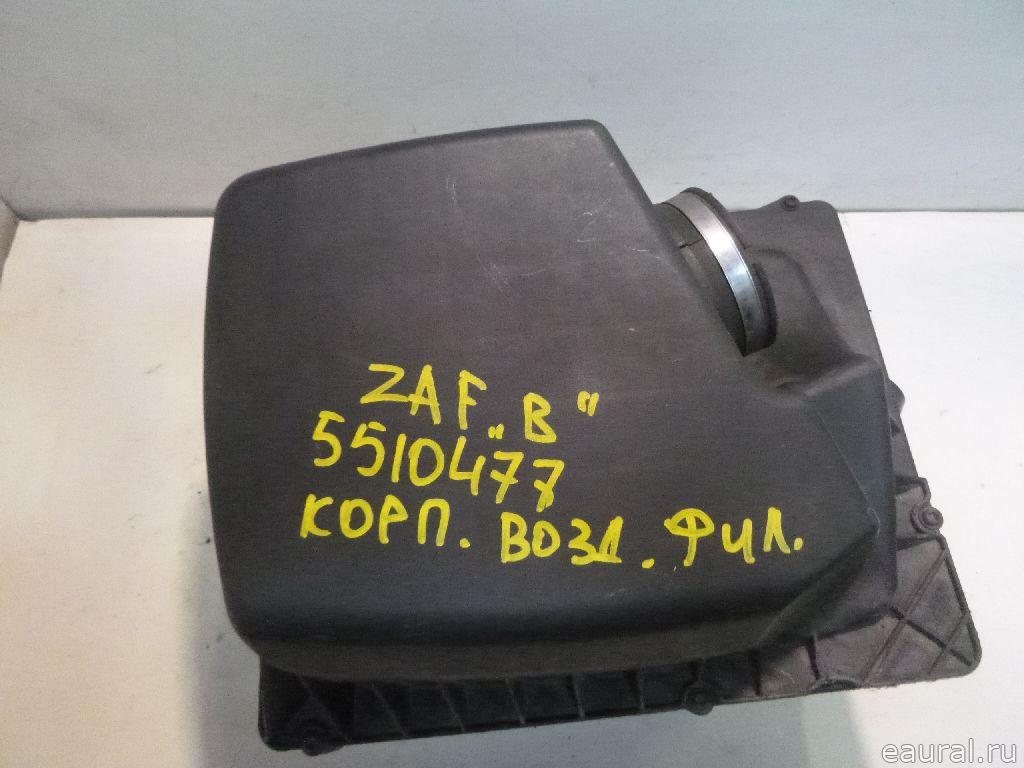 ZAF. „B“
5510477
КОРП. ВОЗД. ФИЛ.
eaural.ru